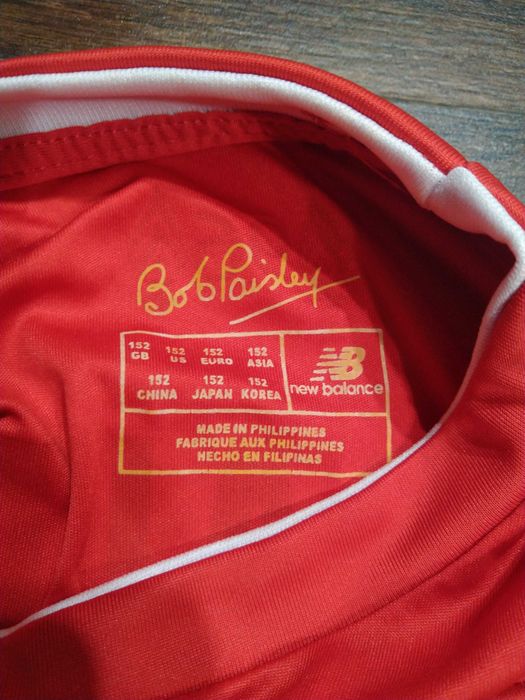 Bob Paisley
152 GB 152 US 152 EURO 152 ASIA
152 CHINA 152 JAPAN 152 KOREA
NB
new balance
MADE IN PHILIPPINES
FABRIQUE AUX PHILIPPINES
HECHO EN FILIPINAS